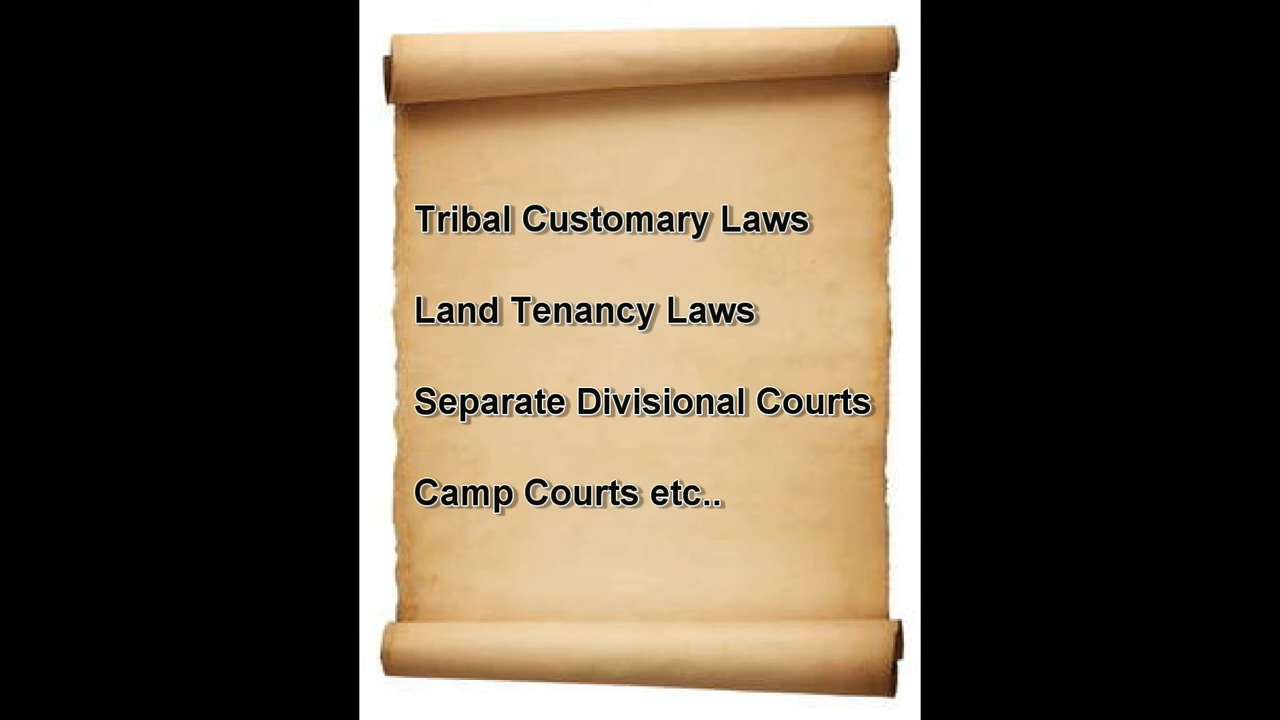 Tribal Customary Laws
Land Tenancy Laws
Separate Divisional Courts
Camp Courts etc..